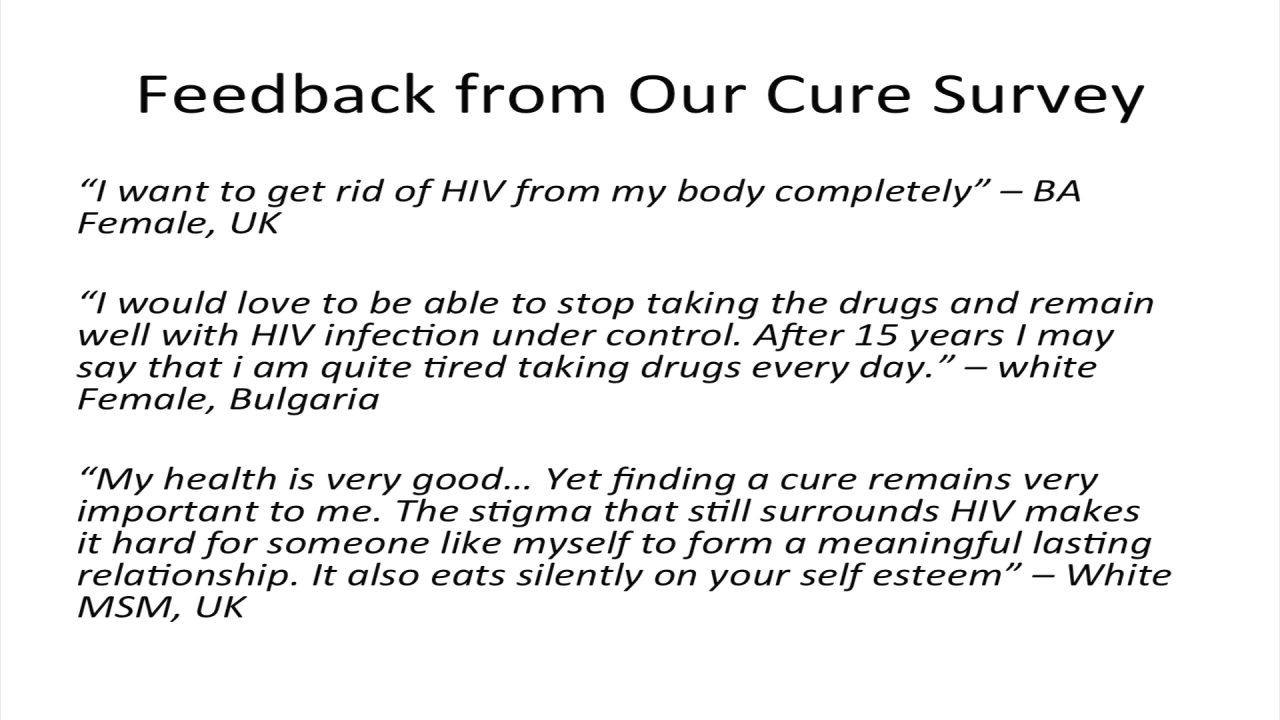 Feedback from Our Cure Survey
“I want to get rid of HIV from my body completely” – BA
Female, UK
“I would love to be able to stop taking the drugs and remain
well with HIV infection under control. After 15 years I may
say that i am quite tired taking drugs every day.” – white
Female, Bulgaria
“My health is very good... Yet finding a cure remains very
important to me. The stigma that still surrounds HIV makes
it hard for someone like myself to form a meaningful lasting
relationship. It also eats silently on your self esteem” – White
MSM, UK